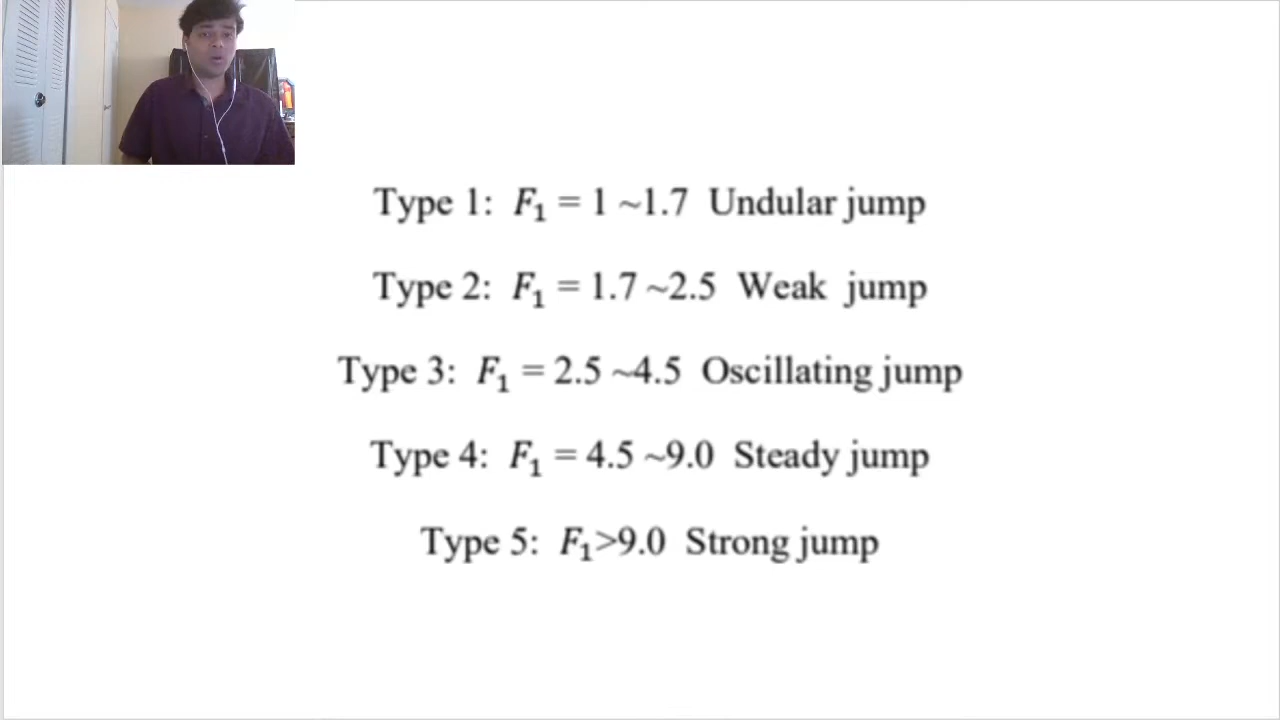 Type 1: F₁ = 1 ~1.7 Undular jump
Type 2: F₁ = 1.7 ~2.5 Weak jump
Type 3: F₁ = 2.5 ~4.5 Oscillating jump
Type 4: F₁ = 4.5 ~9.0 Steady jump
Type 5: F₁>9.0 Strong jump